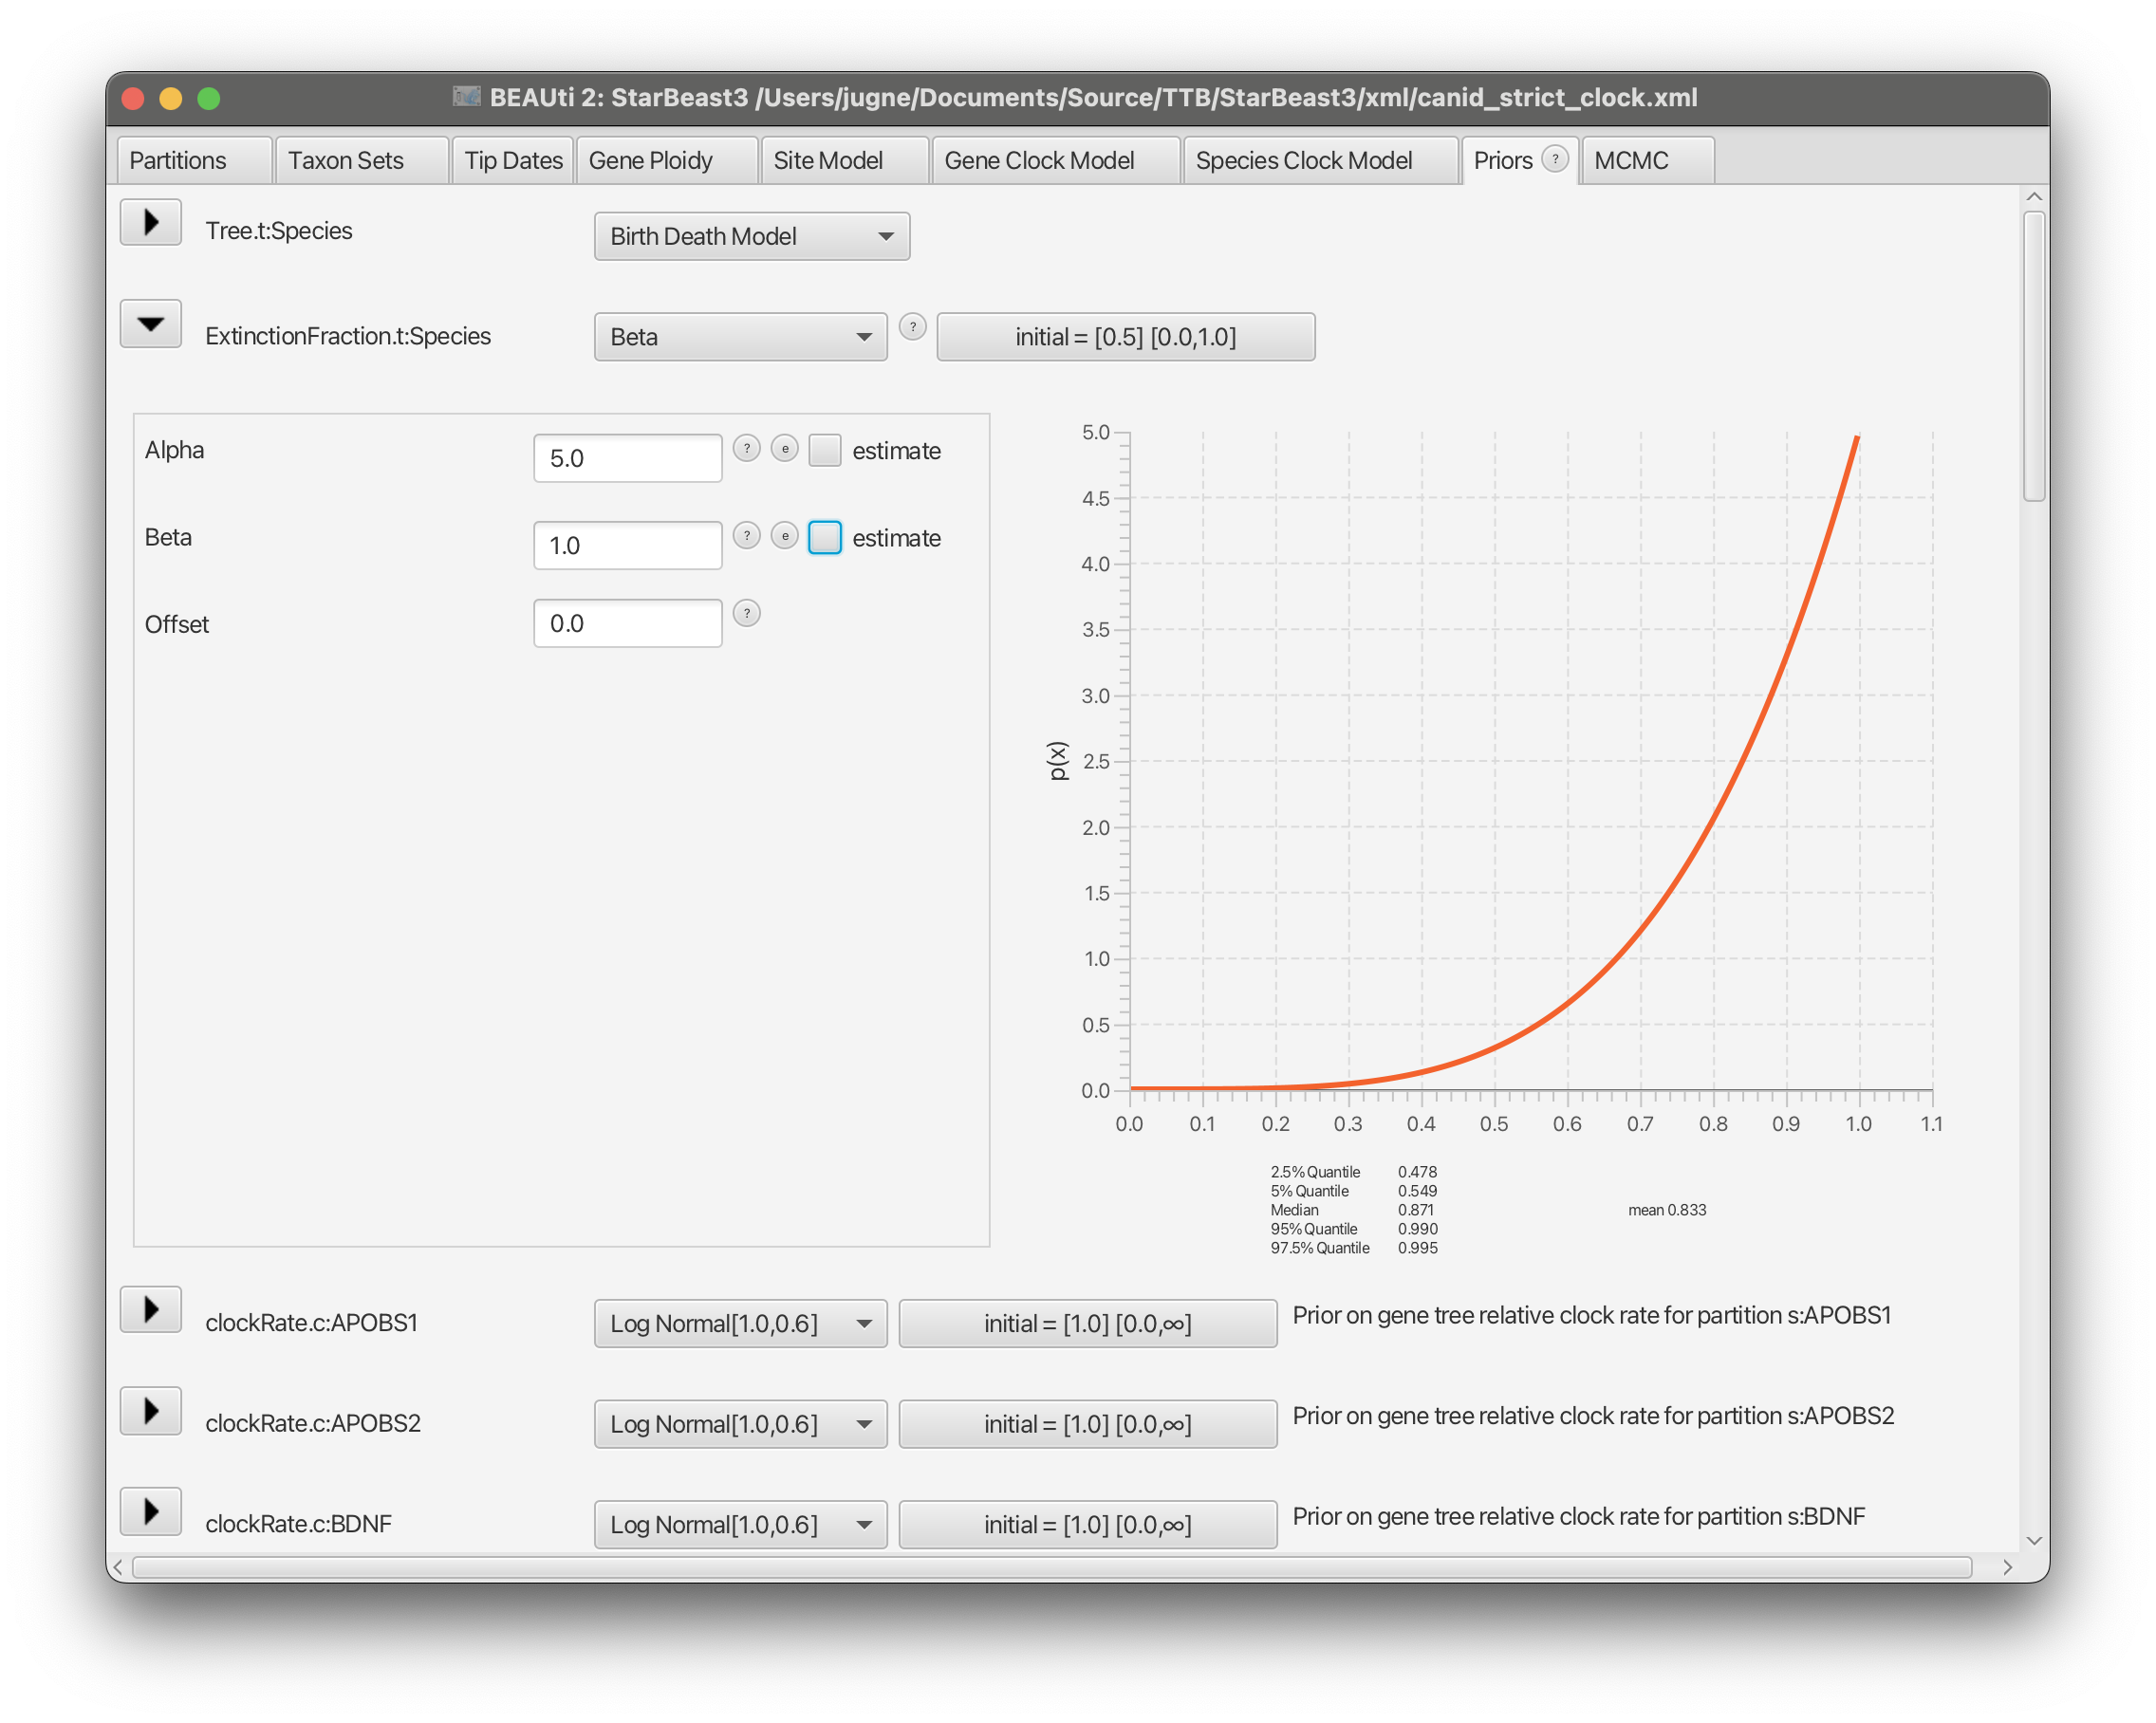 BEAUti 2: StarBeast3 /Users/jugne/Documents/Source/TTB/StarBeast3/xml/canid_strict_clock.xml
Partitions Taxon Sets Tip Dates Gene Ploidy Site Model Gene Clock Model Species Clock Model Priors ? MCMC
Tree.t:Species Birth Death Model
ExtinctionFraction.t:Species Beta ? initial = [0.5] [0.0,1.0]
Alpha 5.0 ? e estimate
Beta 1.0 ? e estimate
Offset 0.0 ?
5.0
4.5
4.0
3.5
3.0
2.5
2.0
1.5
1.0
0.5
0.0
p(x)
0.0 0.1 0.2 0.3 0.4 0.5 0.6 0.7 0.8 0.9 1.0 1.1
2.5% Quantile 0.478
5% Quantile 0.549
Median 0.871 mean 0.833
95% Quantile 0.990
97.5% Quantile 0.995
clockRate.c:APOBS1 Log Normal[1.0,0.6] initial = [1.0] [0.0,∞] Prior on gene tree relative clock rate for partition s:APOBS1
clockRate.c:APOBS2 Log Normal[1.0,0.6] initial = [1.0] [0.0,∞] Prior on gene tree relative clock rate for partition s:APOBS2
clockRate.c:BDNF Log Normal[1.0,0.6] initial = [1.0] [0.0,∞] Prior on gene tree relative clock rate for partition s:BDNF